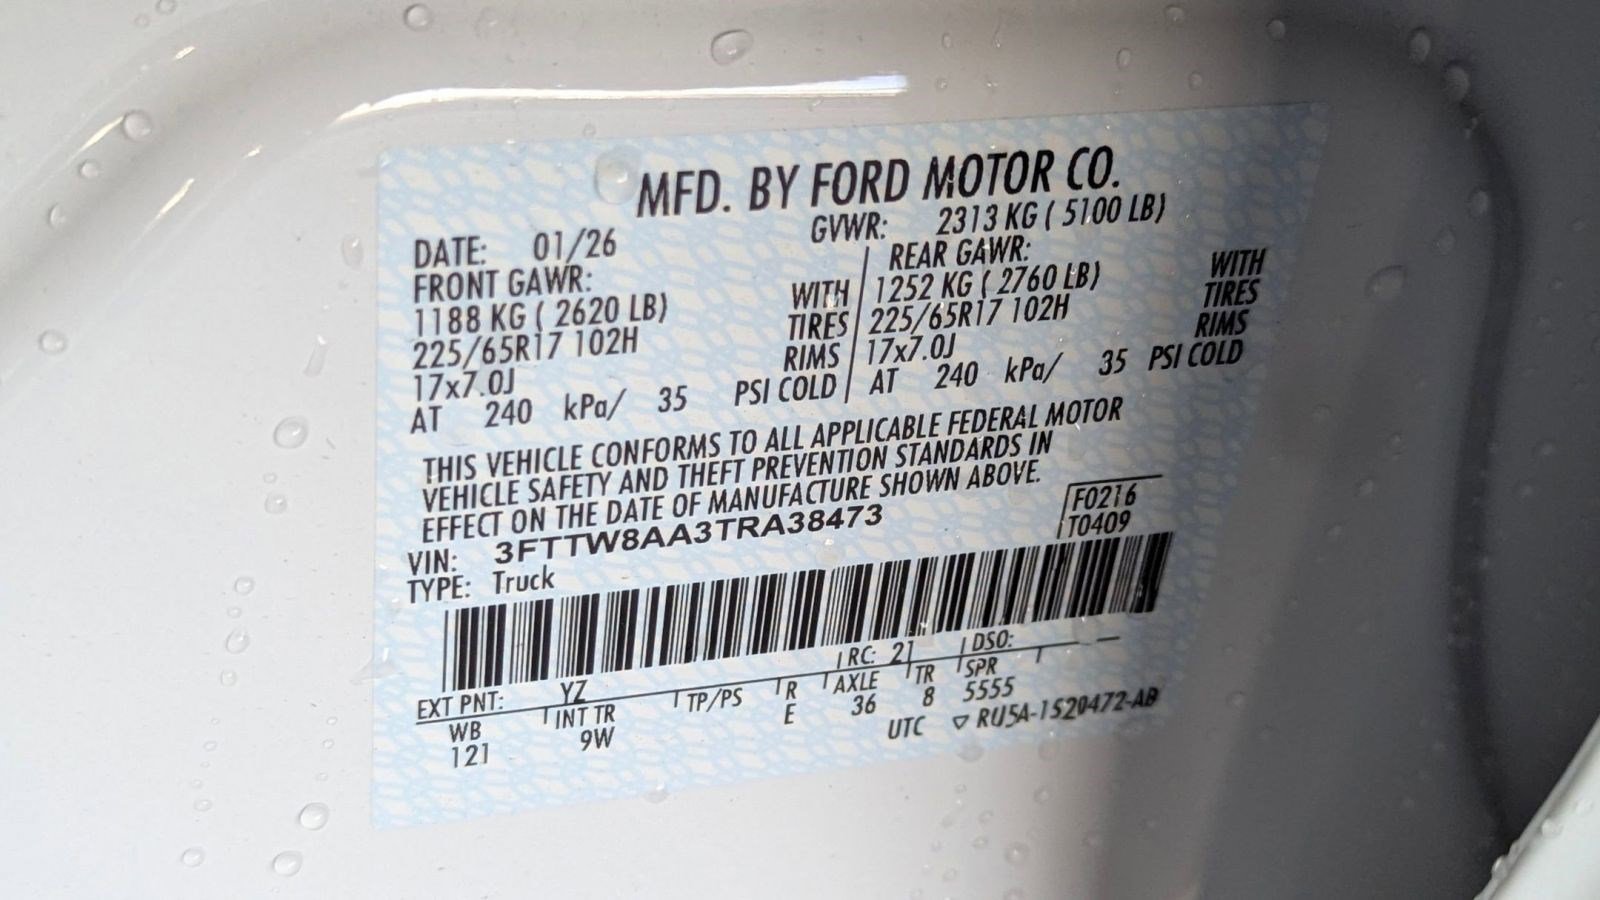 MFD. BY FORD MOTOR CO.
DATE: 01/26 GVWR: 2313 KG ( 5100 LB)
FRONT GAWR: REAR GAWR:
1188 KG ( 2620 LB) WITH 1252 KG ( 2760 LB) WITH
225/65R17 102H TIRES 225/65R17 102H TIRES
17x7.0J RIMS 17x7.0J RIMS
AT 240 kPa/ 35 PSI COLD AT 240 kPa/ 35 PSI COLD
THIS VEHICLE CONFORMS TO ALL APPLICABLE FEDERAL MOTOR
VEHICLE SAFETY AND THEFT PREVENTION STANDARDS IN
EFFECT ON THE DATE OF MANUFACTURE SHOWN ABOVE.
VIN: 3FTTW8AA3TRA38473 F0216
TYPE: Truck T0409
EXT PNT: YZ RC: 21 DSO:
WB INT TR TP/PS R AXLE TR SPR
121 9W E 36 8 5555
UTC ▽ RU5A-1520472-AB